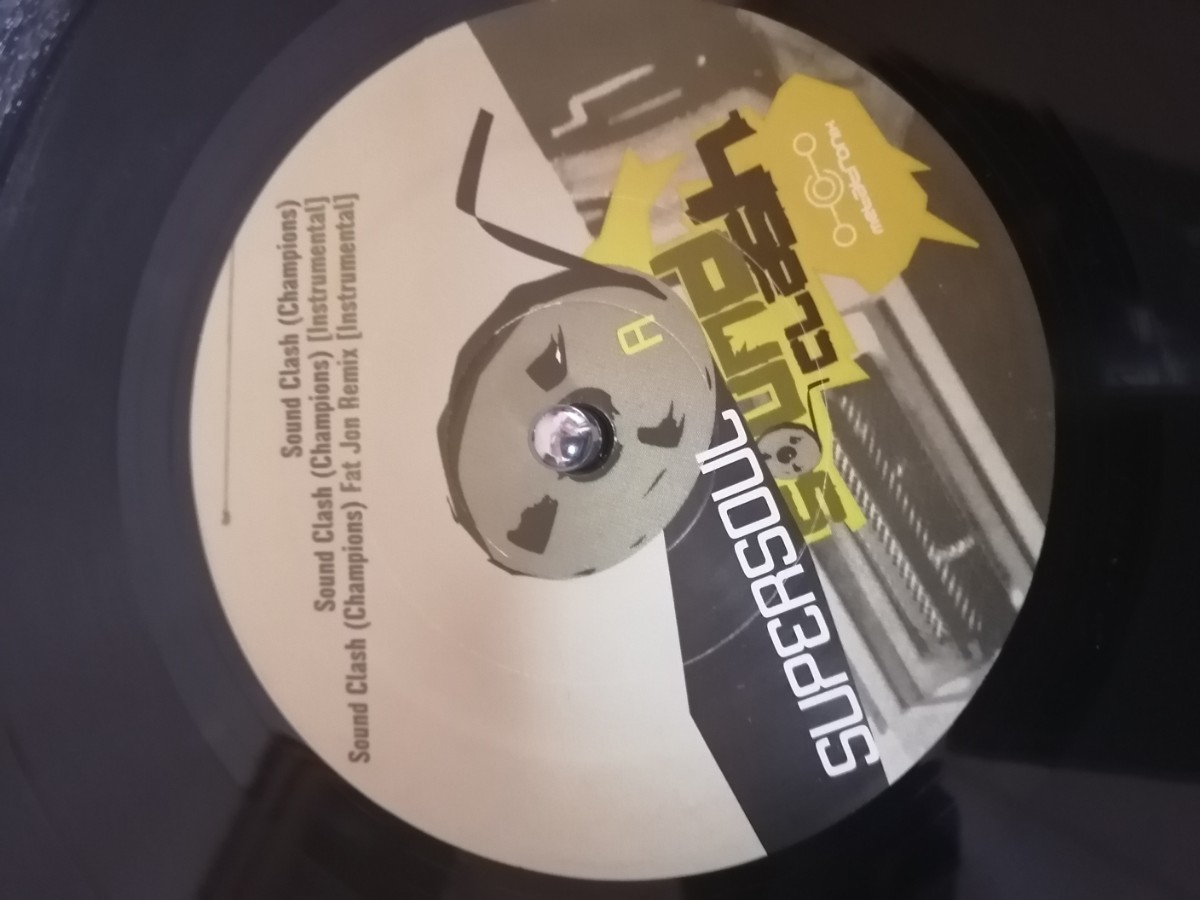 SUPERSOUL
A
Sound Clash (Champions)
Sound Clash (Champions) [Instrumental]
Sound Clash (Champions) Fat Jon Remix [Instrumental]